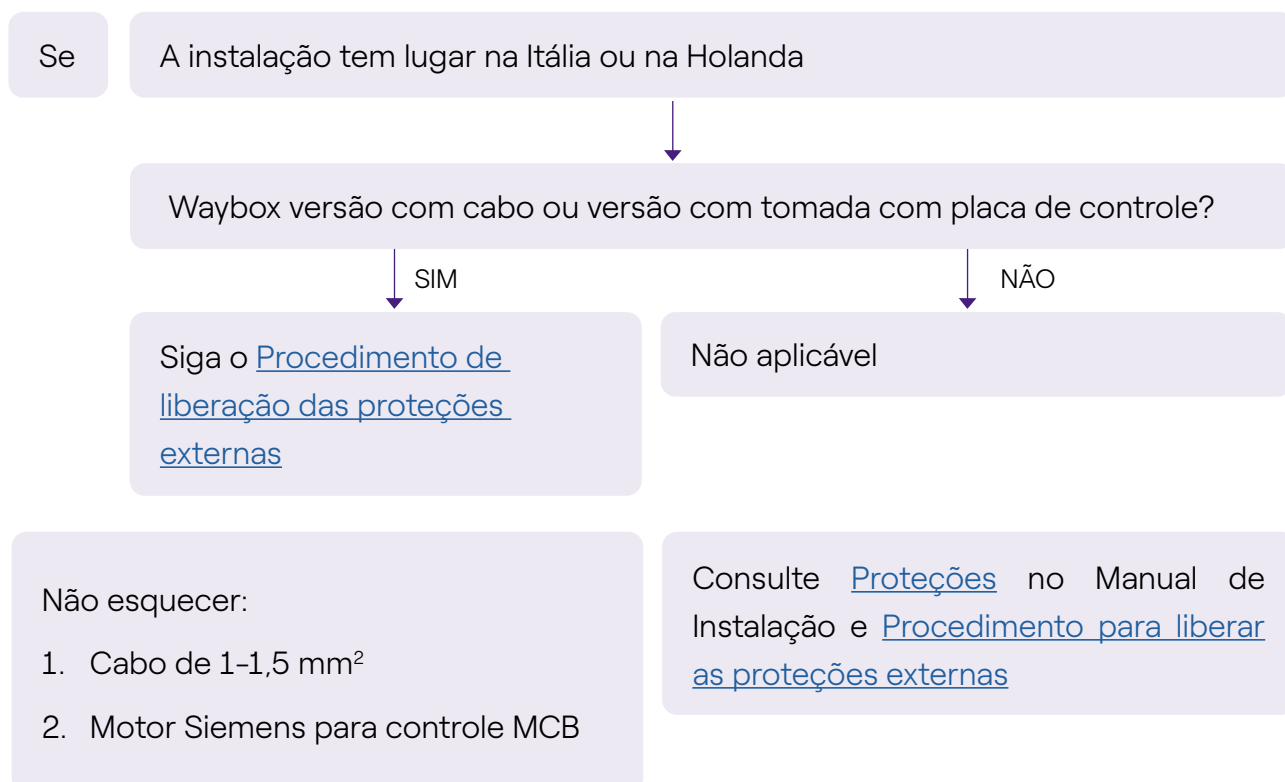 Se
A instalação tem lugar na Itália ou na Holanda
Waybox versão com cabo ou versão com tomada com placa de controle?
SIM
NÃO
Siga o Procedimento de
liberação das proteções
externas
Não aplicável
Não esquecer:
1. Cabo de 1-1,5 mm²
2. Motor Siemens para controle MCB
Consulte Proteções no Manual de
Instalação e Procedimento para liberar
as proteções externas